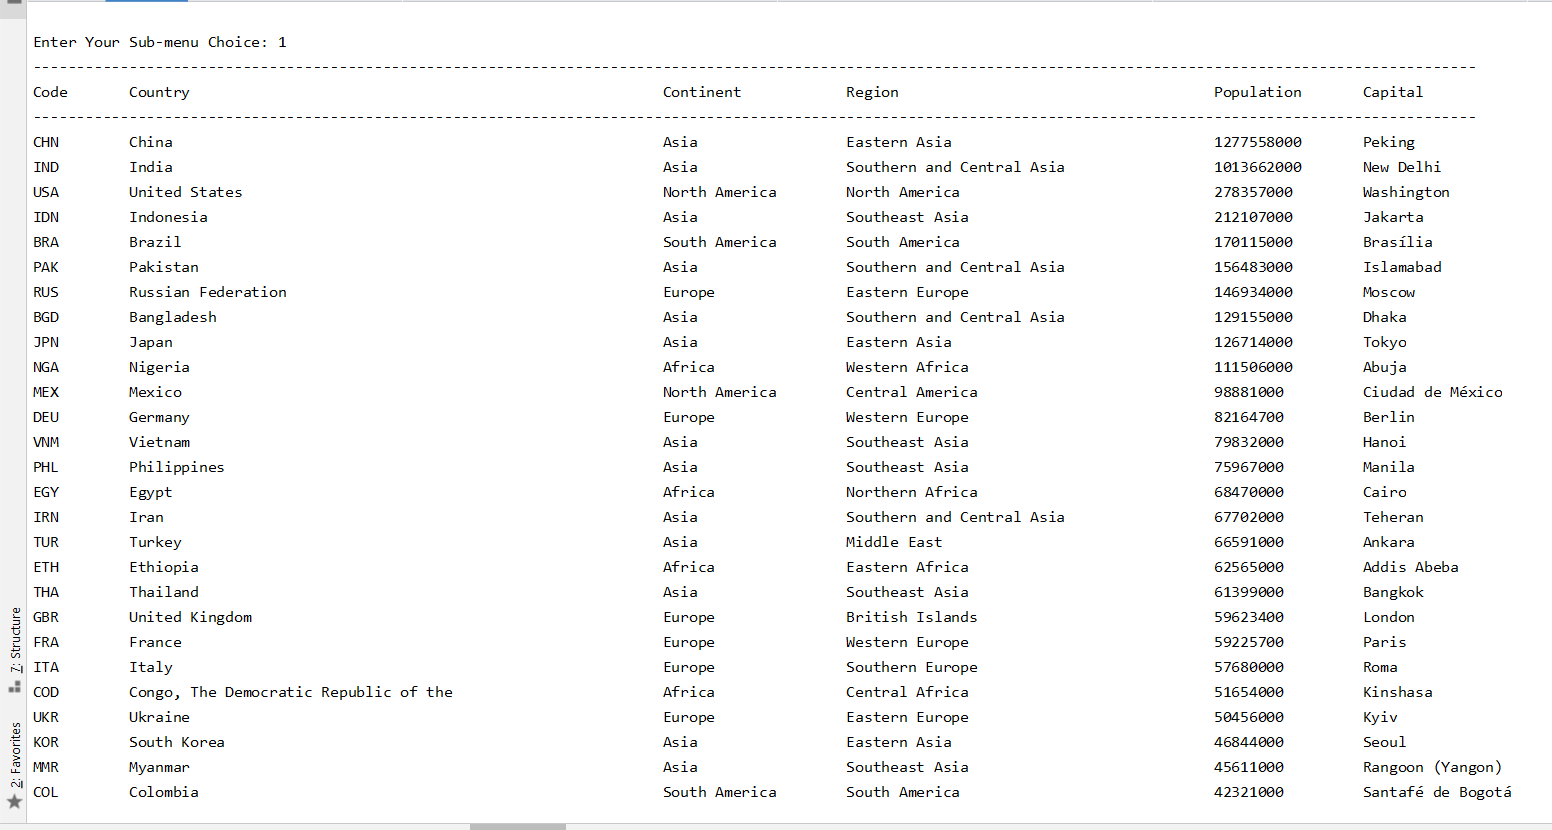 Enter Your Sub-menu Choice: 1
---------------------------------------------------------------------------------------------------------------------------------------------------------------------
Code Country Continent Region Population Capital
---------------------------------------------------------------------------------------------------------------------------------------------------------------------
CHN China Asia Eastern Asia 1277558000 Peking
IND India Asia Southern and Central Asia 1013662000 New Delhi
USA United States North America North America 278357000 Washington
IDN Indonesia Asia Southeast Asia 212107000 Jakarta
BRA Brazil South America South America 170115000 Brasília
PAK Pakistan Asia Southern and Central Asia 156483000 Islamabad
RUS Russian Federation Europe Eastern Europe 146934000 Moscow
BGD Bangladesh Asia Southern and Central Asia 129155000 Dhaka
JPN Japan Asia Eastern Asia 126714000 Tokyo
NGA Nigeria Africa Western Africa 111506000 Abuja
MEX Mexico North America Central America 98881000 Ciudad de México
DEU Germany Europe Western Europe 82164700 Berlin
VNM Vietnam Asia Southeast Asia 79832000 Hanoi
PHL Philippines Asia Southeast Asia 75967000 Manila
EGY Egypt Africa Northern Africa 68470000 Cairo
IRN Iran Asia Southern and Central Asia 67702000 Teheran
TUR Turkey Asia Middle East 66591000 Ankara
ETH Ethiopia Africa Eastern Africa 62565000 Addis Abeba
THA Thailand Asia Southeast Asia 61399000 Bangkok
GBR United Kingdom Europe British Islands 59623400 London
FRA France Europe Western Europe 59225700 Paris
ITA Italy Europe Southern Europe 57680000 Roma
COD Congo, The Democratic Republic of the Africa Central Africa 51654000 Kinshasa
UKR Ukraine Europe Eastern Europe 50456000 Kyiv
KOR South Korea Asia Eastern Asia 46844000 Seoul
MMR Myanmar Asia Southeast Asia 45611000 Rangoon (Yangon)
COL Colombia South America South America 42321000 Santafé de Bogotá
7: Structure
2: Favorites